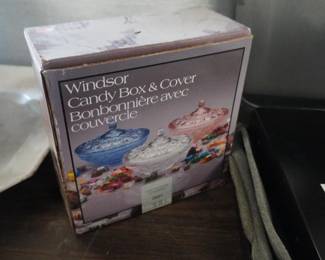 Windsor
Candy Box & Cover
Bonbonnière avec
couvercle